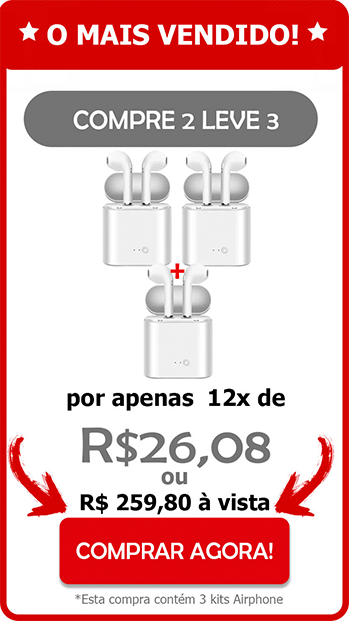 O MAIS VENDIDO!
COMPRE 2 LEVE 3
+
por apenas 12x de
R$26,08
ou
R$ 259,80 à vista
COMPRAR AGORA!
*Esta compra contém 3 kits Airphone